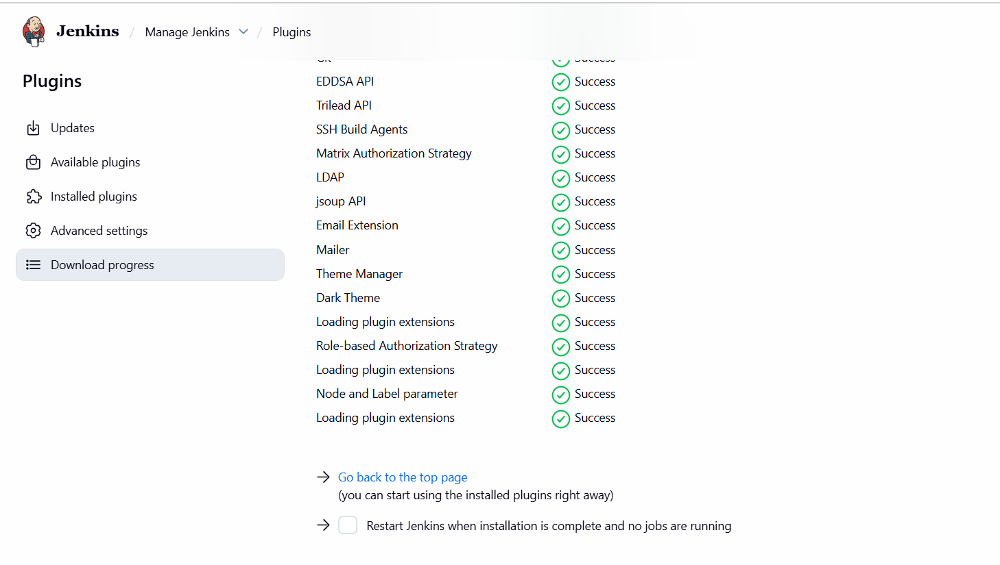 Jenkins / Manage Jenkins / Plugins
Plugins
Updates
Available plugins
Installed plugins
Advanced settings
Download progress
Git Success
EDDSA API Success
Trilead API Success
SSH Build Agents Success
Matrix Authorization Strategy Success
LDAP Success
jsoup API Success
Email Extension Success
Mailer Success
Theme Manager Success
Dark Theme Success
Loading plugin extensions Success
Role-based Authorization Strategy Success
Loading plugin extensions Success
Node and Label parameter Success
Loading plugin extensions Success
Go back to the top page
(you can start using the installed plugins right away)
Restart Jenkins when installation is complete and no jobs are running